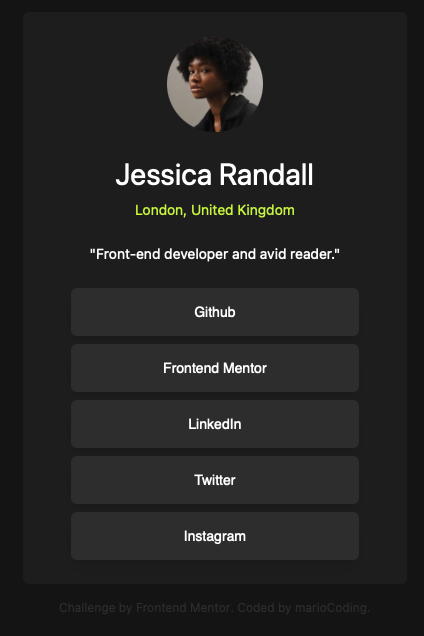 Jessica Randall
London, United Kingdom
"Front-end developer and avid reader."
Github
Frontend Mentor
LinkedIn
Twitter
Instagram
Challenge by Frontend Mentor. Coded by marioCoding.